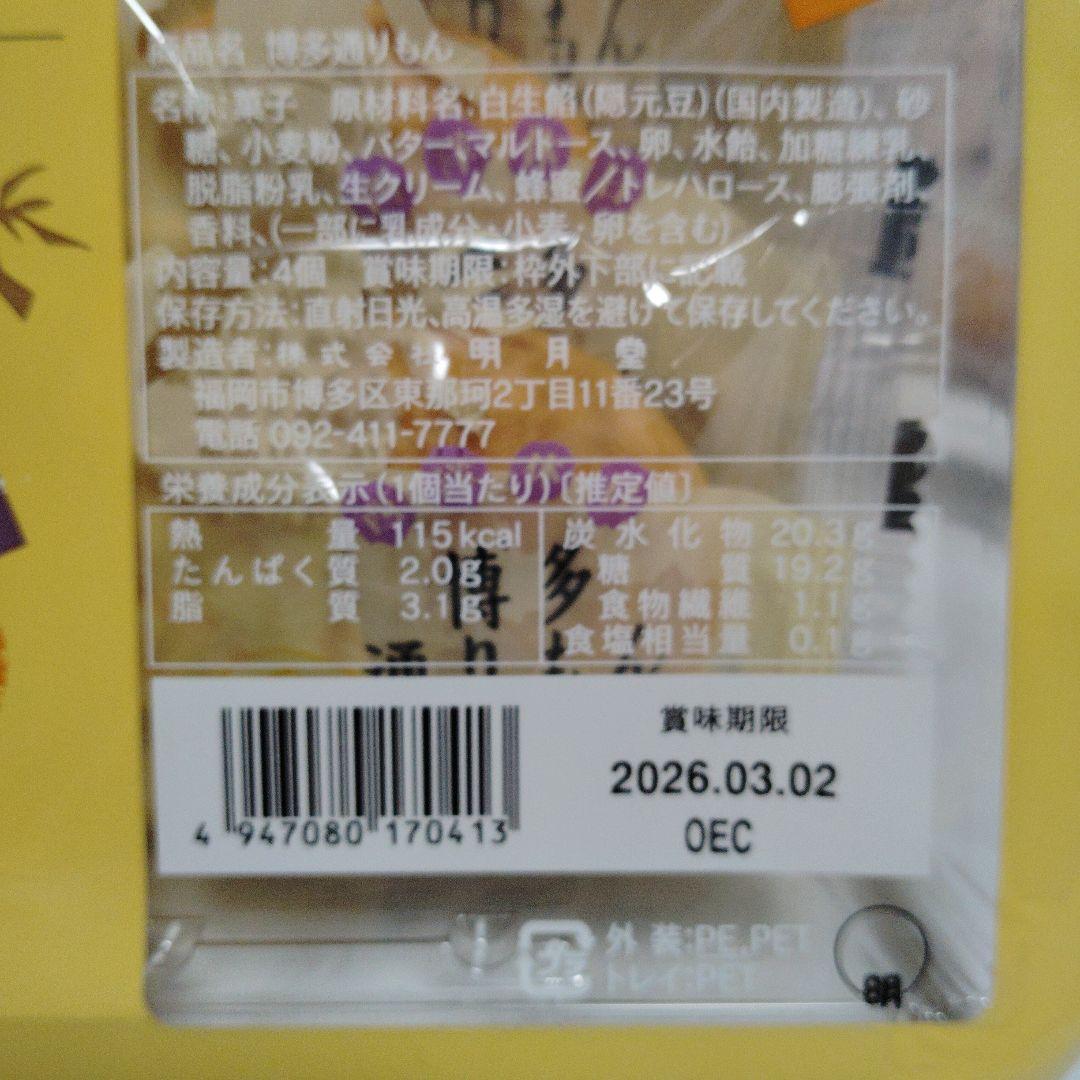 商品名 博多通りもん
名称:菓子 原材料名:白生餡(隠元豆)(国内製造)、砂
糖、小麦粉、バター、マルトース、卵、水飴、加糖練乳、
脱脂粉乳、生クリーム、蜂蜜/トレハロース、膨張剤、
香料、(一部に乳成分・小麦・卵を含む)
内容量:4個 賞味期限:枠外下部に記載
保存方法:直射日光、高温多湿を避けて保存してください。
製造者:株式会社 明月堂
福岡市博多区東那珂2丁目11番23号
電話 092-411-7777
栄養成分表示(1個当たり)〔推定値〕
熱量 115kcal 炭水化物 20.3g
たんぱく質 2.0g 糖質 19.2g
脂質 3.1g 食物繊維 1.1g
食塩相当量 0.1g
博多
通りもん
賞味期限
2026.03.02
OEC
4 947080 170413
プラ 外装:PE,PET
トレイ:PET
明